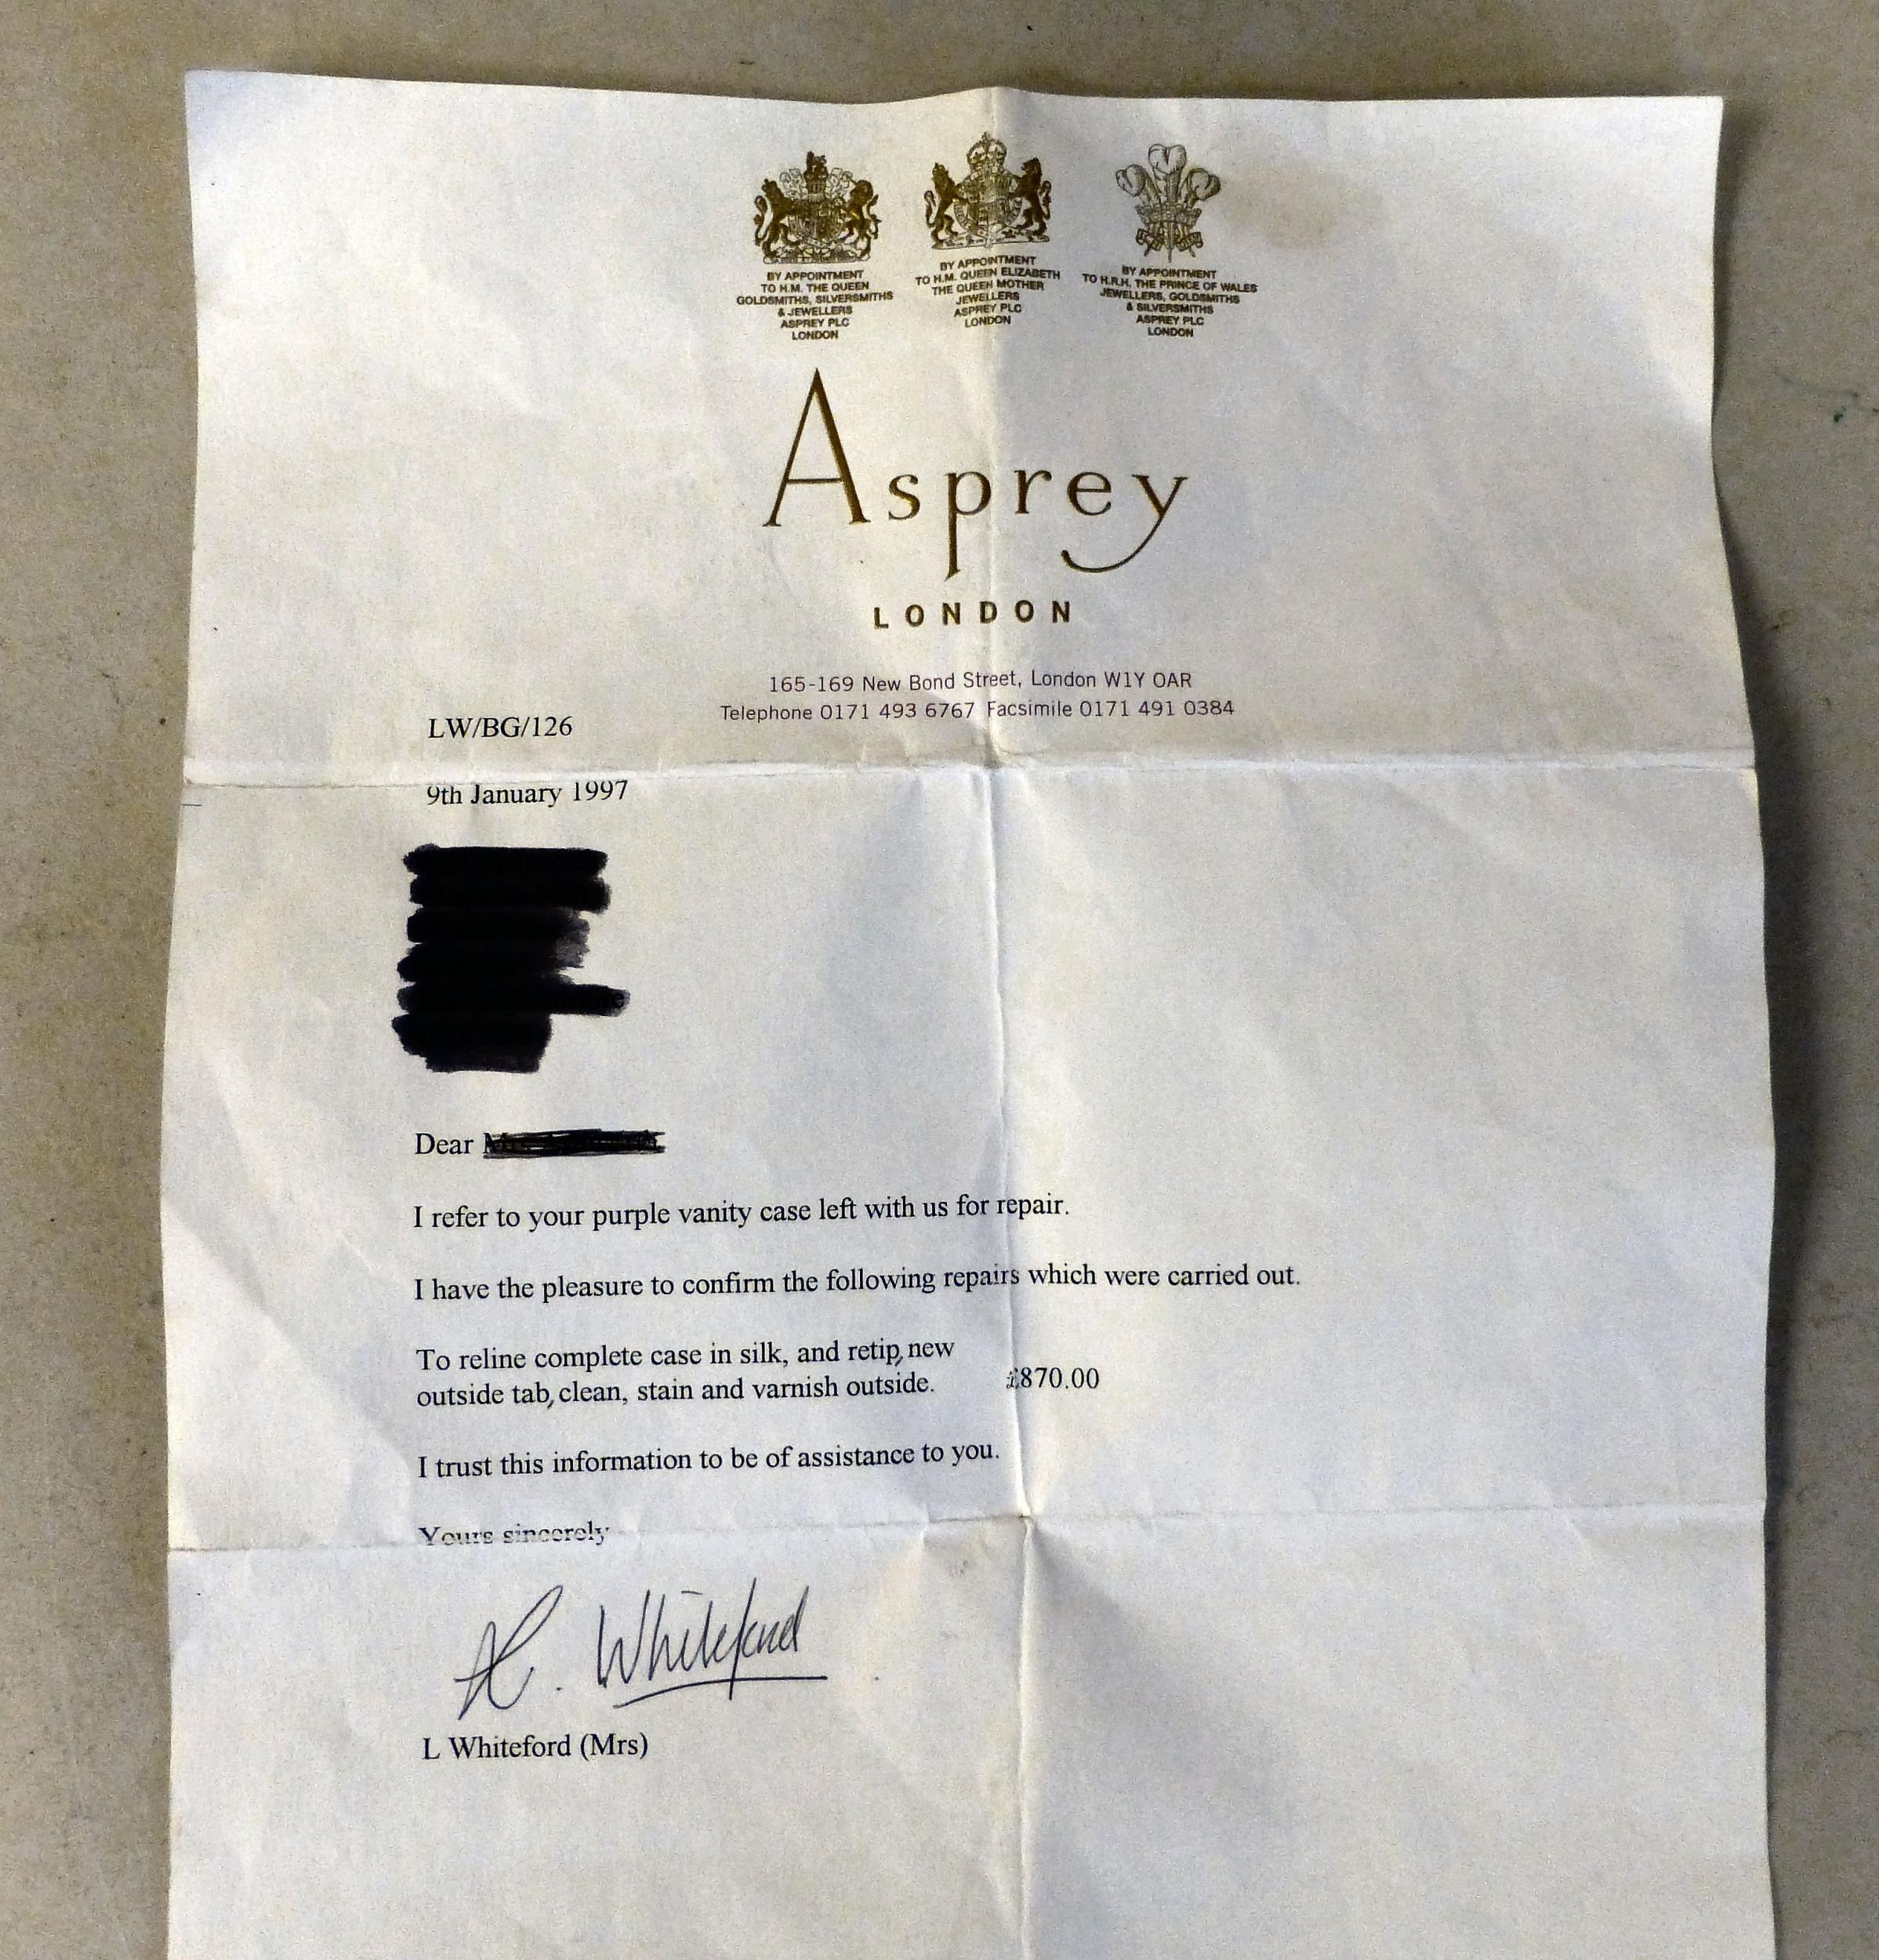 BY APPOINTMENT
TO H.M. THE QUEEN
GOLDSMITHS, SILVERSMITHS
& JEWELLERS
ASPREY PLC
LONDON
BY APPOINTMENT
TO H.M. QUEEN ELIZABETH
THE QUEEN MOTHER
JEWELLERS
ASPREY PLC
LONDON
BY APPOINTMENT
TO H.R.H. THE PRINCE OF WALES
JEWELLERS, GOLDSMITHS
& SILVERSMITHS
ASPREY PLC
LONDON
Asprey
LONDON
165-169 New Bond Street, London W1Y OAR
Telephone 0171 493 6767 Facsimile 0171 491 0384
LW/BG/126
9th January 1997
Dear
I refer to your purple vanity case left with us for repair.
I have the pleasure to confirm the following repairs which were carried out.
To reline complete case in silk, and retip, new
outside tab, clean, stain and varnish outside. £870.00
I trust this information to be of assistance to you.
Yours sincerely
L. Whiteford
L Whiteford (Mrs)